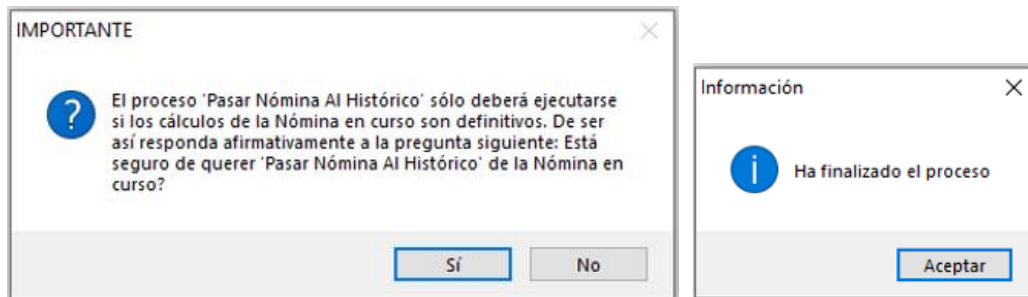 IMPORTANTE
El proceso 'Pasar Nómina Al Histórico' sólo deberá ejecutarse
si los cálculos de la Nómina en curso son definitivos. De ser
así responda afirmativamente a la pregunta siguiente: Está
seguro de querer 'Pasar Nómina Al Histórico' de la Nómina en
curso?
Sí
No
Información
Ha finalizado el proceso
Aceptar